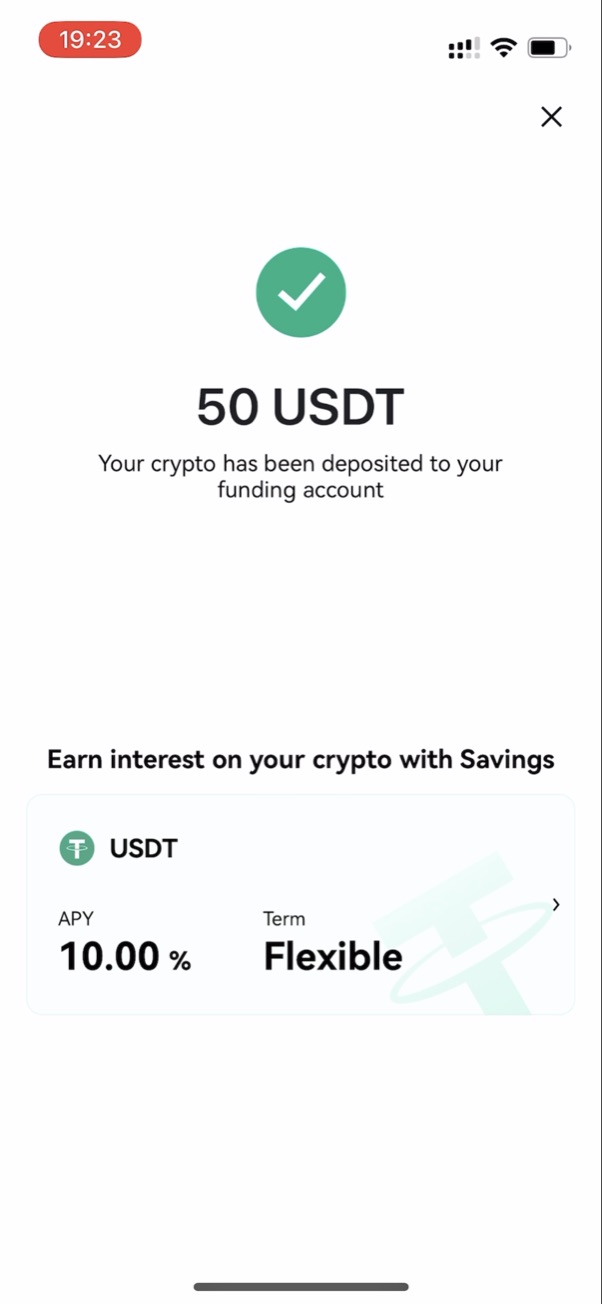 19:23
50 USDT
Your crypto has been deposited to your
funding account
Earn interest on your crypto with Savings
USDT
APY
Term
10.00 %
Flexible